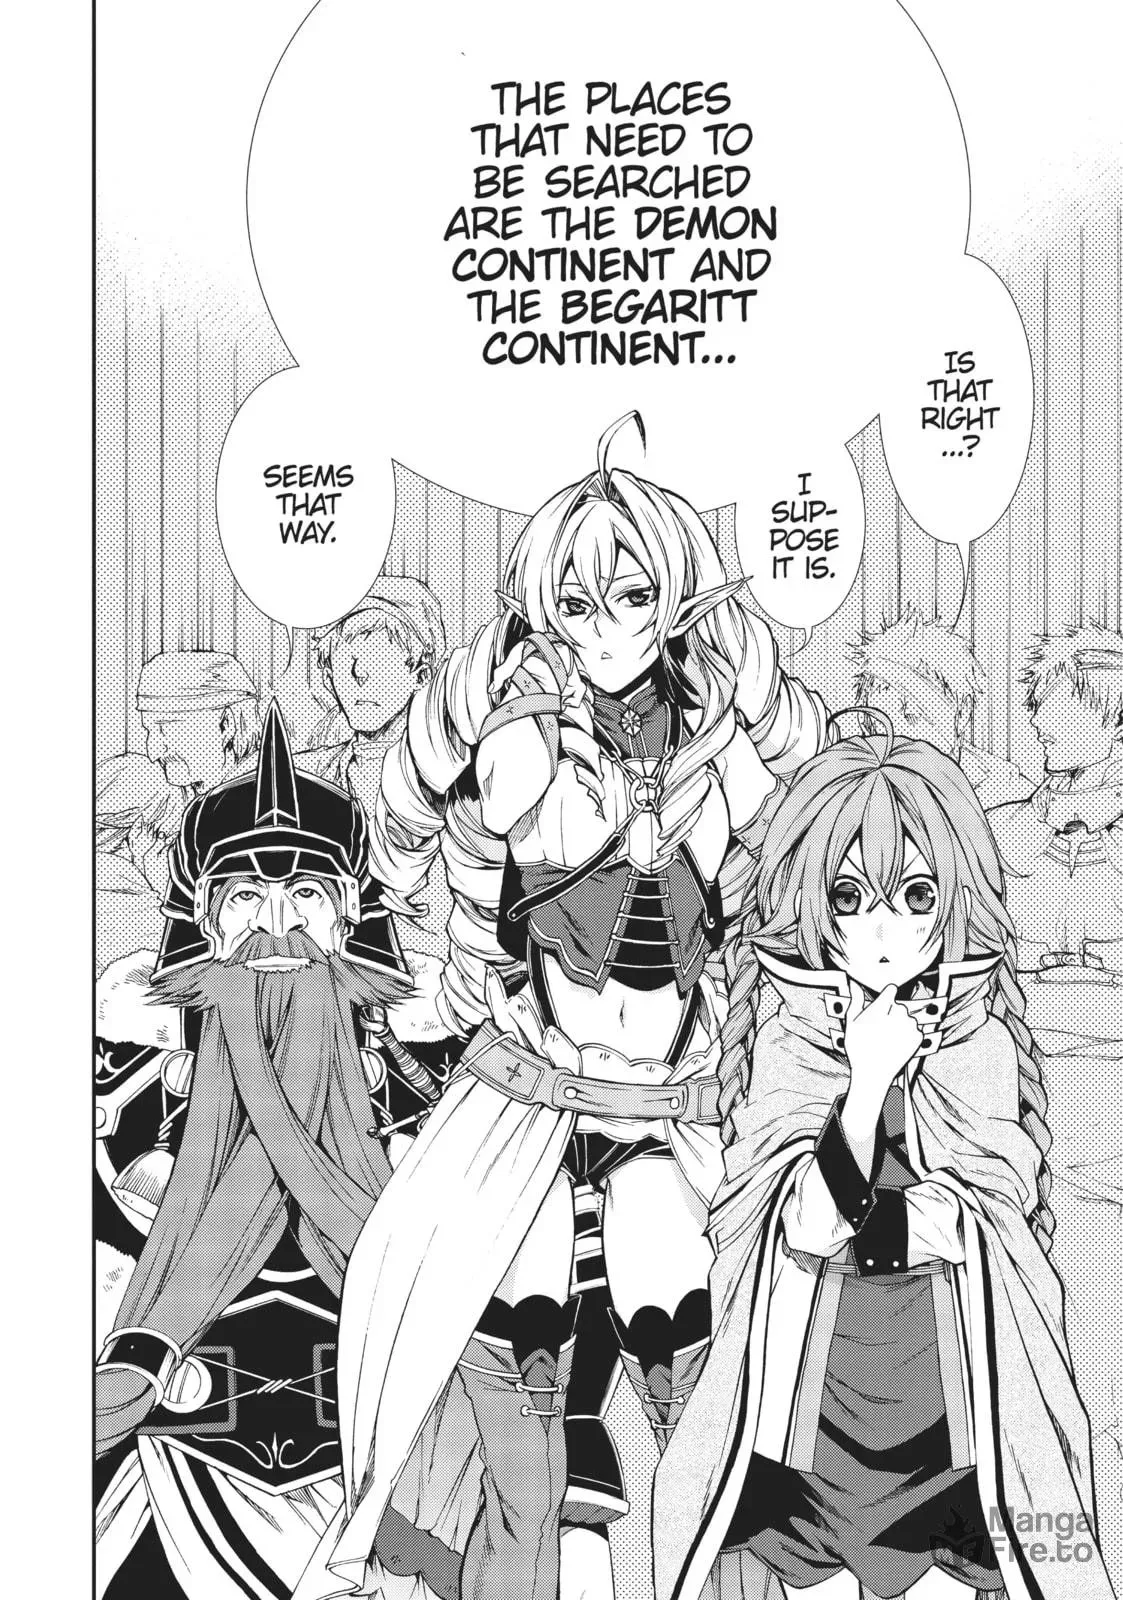 THE PLACES
THAT NEED TO
BE SEARCHED
ARE THE DEMON
CONTINENT AND
THE BEGARITT
CONTINENT...
IS
THAT
RIGHT
...?
I
SUP-
POSE
IT IS.
SEEMS
THAT
WAY.
Manga
Fire.to